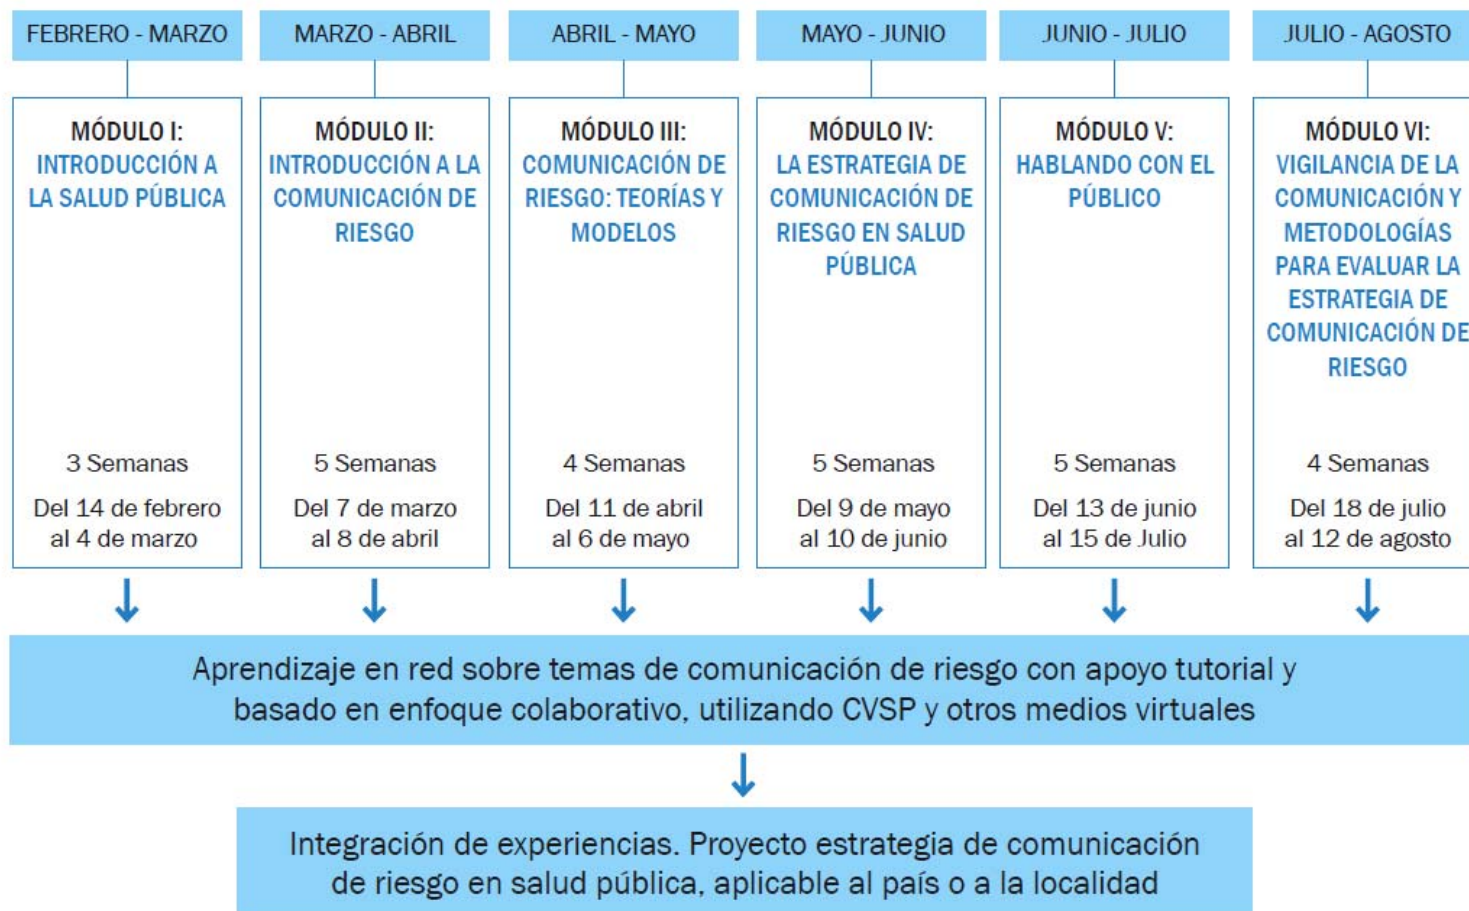 FEBRERO - MARZO
MARZO - ABRIL
ABRIL - MAYO
MAYO - JUNIO
JUNIO - JULIO
JULIO - AGOSTO
MÓDULO I:
INTRODUCCIÓN A
LA SALUD PÚBLICA
3 Semanas
Del 14 de febrero
al 4 de marzo
MÓDULO II:
INTRODUCCIÓN A LA
COMUNICACIÓN DE
RIESGO
5 Semanas
Del 7 de marzo
al 8 de abril
MÓDULO III:
COMUNICACIÓN DE
RIESGO: TEORÍAS Y
MODELOS
4 Semanas
Del 11 de abril
al 6 de mayo
MÓDULO IV:
LA ESTRATEGIA DE
COMUNICACIÓN DE
RIESGO EN SALUD
PÚBLICA
5 Semanas
Del 9 de mayo
al 10 de junio
MÓDULO V:
HABLANDO CON EL
PÚBLICO
5 Semanas
Del 13 de junio
al 15 de Julio
MÓDULO VI:
VIGILANCIA DE LA
COMUNICACIÓN Y
METODOLOGÍAS
PARA EVALUAR LA
ESTRATEGIA DE
COMUNICACIÓN DE
RIESGO
4 Semanas
Del 18 de julio
al 12 de agosto
Aprendizaje en red sobre temas de comunicación de riesgo con apoyo tutorial y
basado en enfoque colaborativo, utilizando CVSP y otros medios virtuales
Integración de experiencias. Proyecto estrategia de comunicación
de riesgo en salud pública, aplicable al país o a la localidad